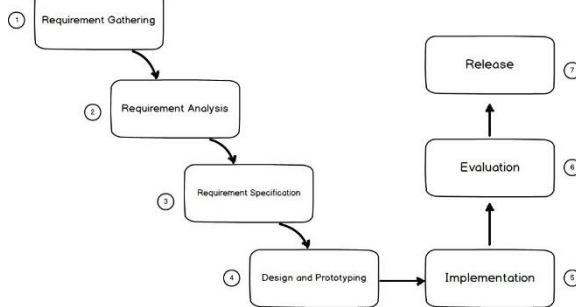 1
Requirement Gathering
2
Requirement Analysis
3
Requirement Specification
4
Design and Prototyping
Implementation
5
Evaluation
6
Release
7